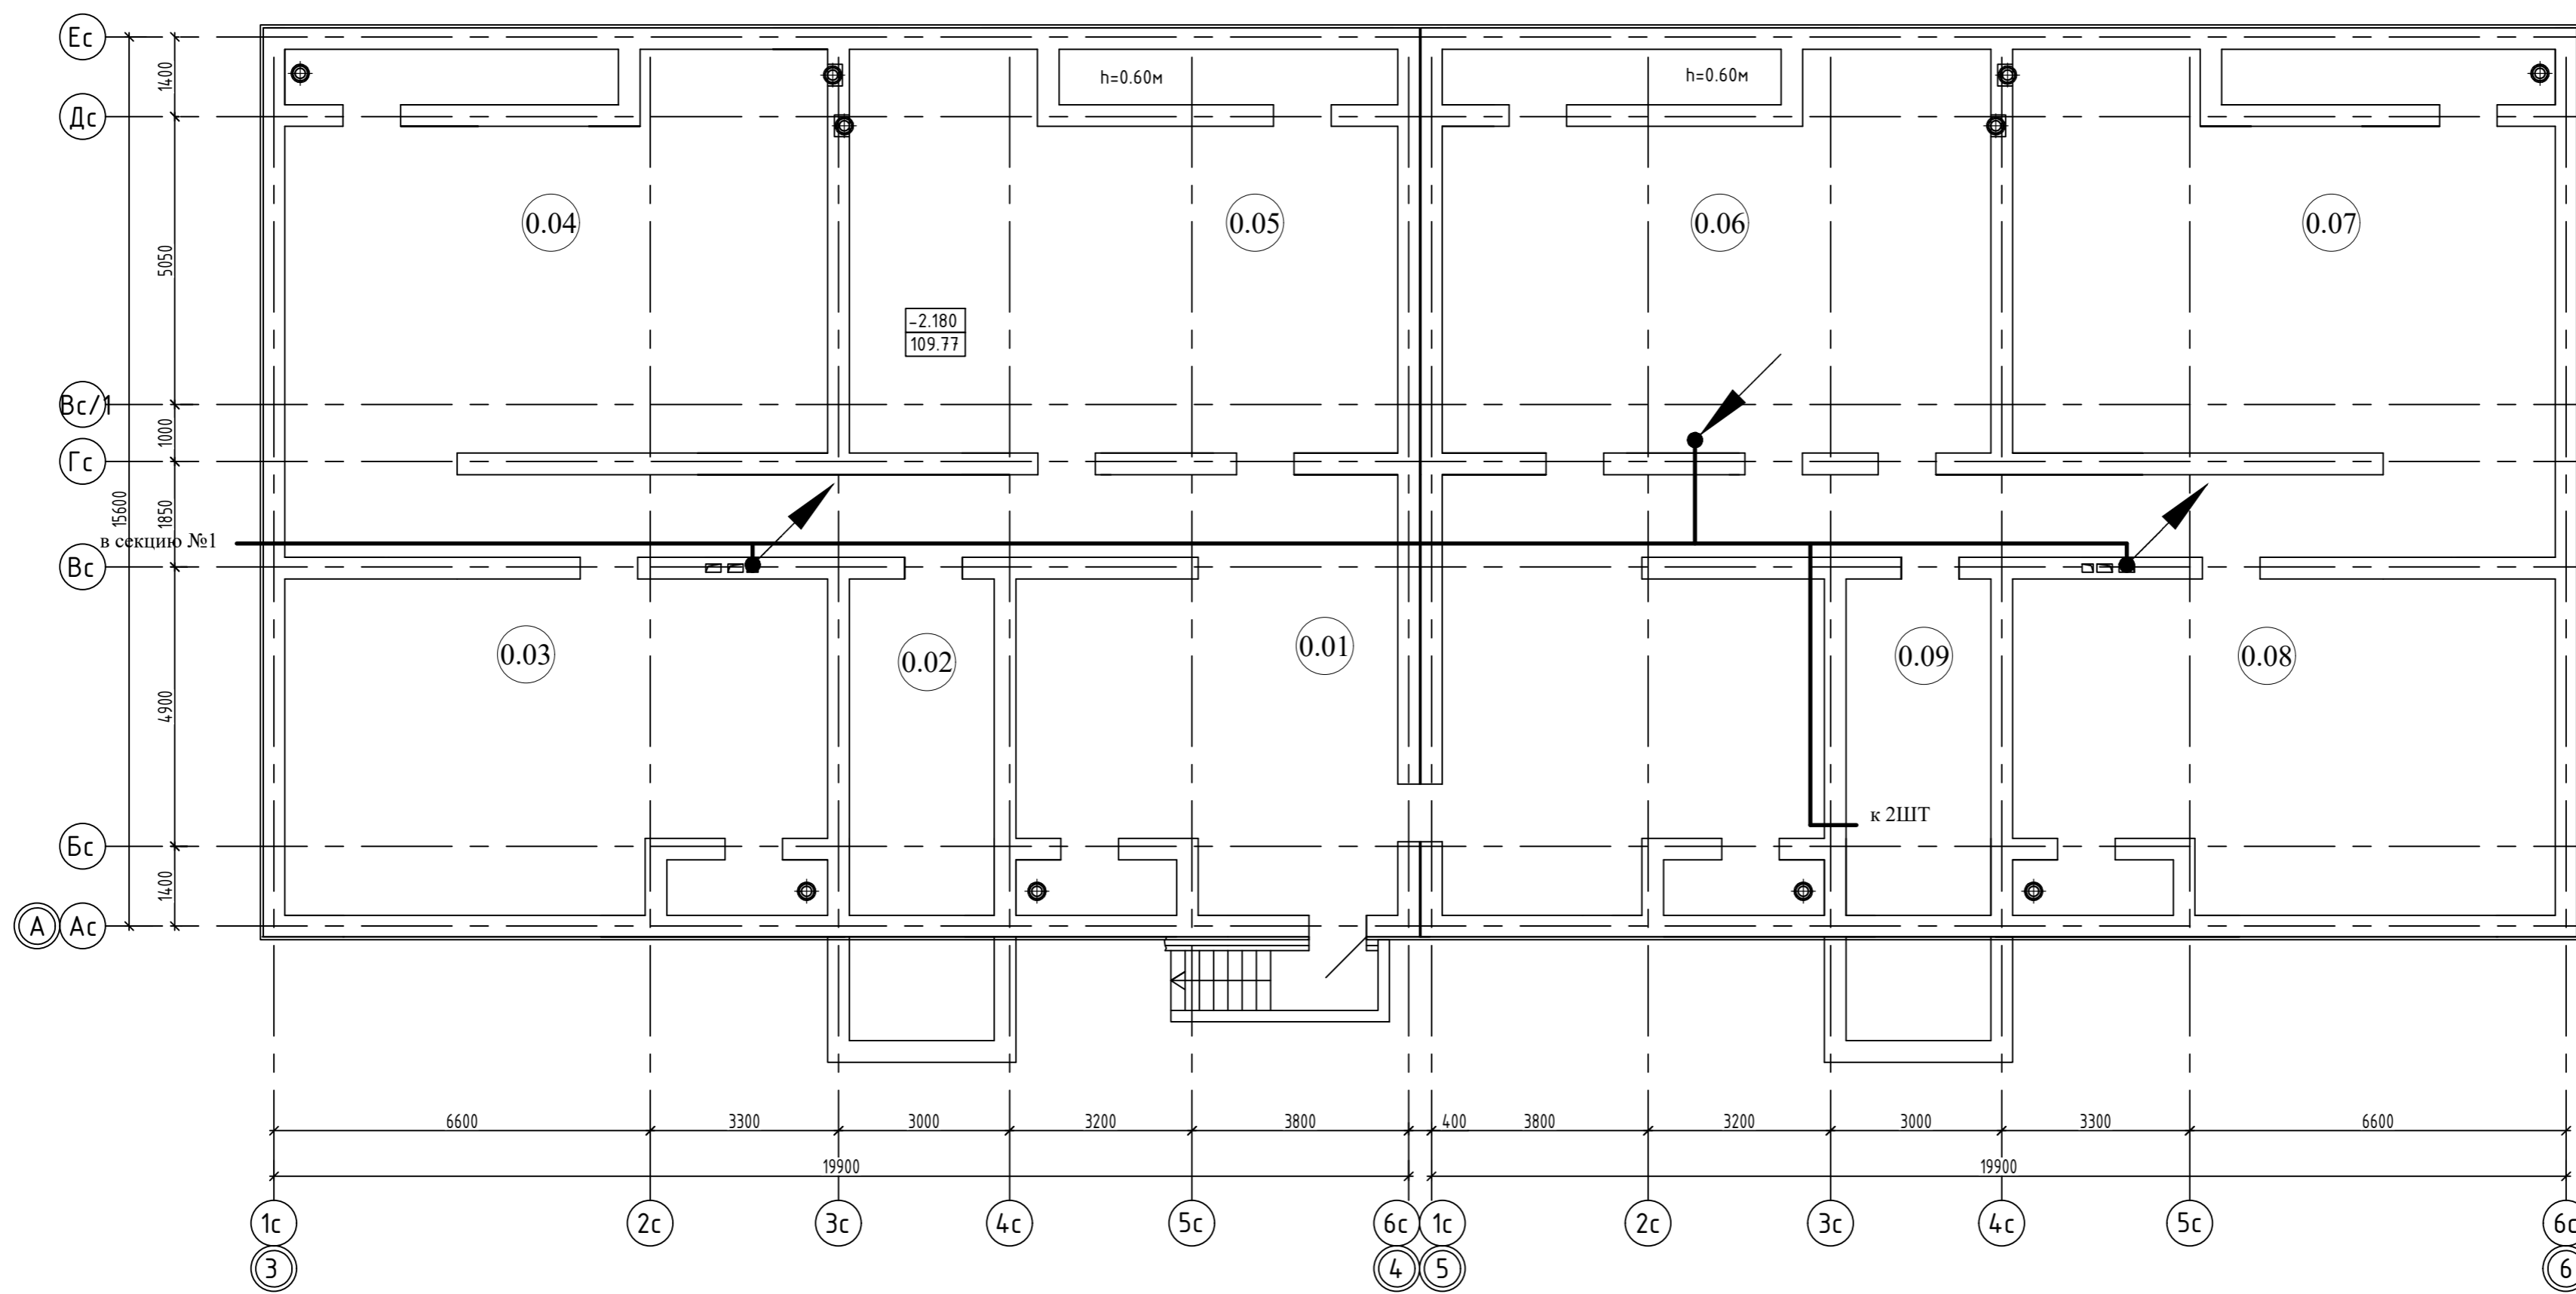 Ес
1400
h=0.60м
h=0.60м
Дс
0.04
0.05
0.06
0.07
5050
-2.180
109.77
Вс/1
1000
Гс
15600
1850
в секцию №1
Вс
0.03
0.02
0.01
0.09
0.08
4900
к 2ШТ
Бс
1400
А
Ас
6600
3300
3000
3200
3800
400
3800
3200
3000
3300
6600
19900
19900
1с
2с
3с
4с
5с
6с
1с
2с
3с
4с
5с
6с
3
4
5
6